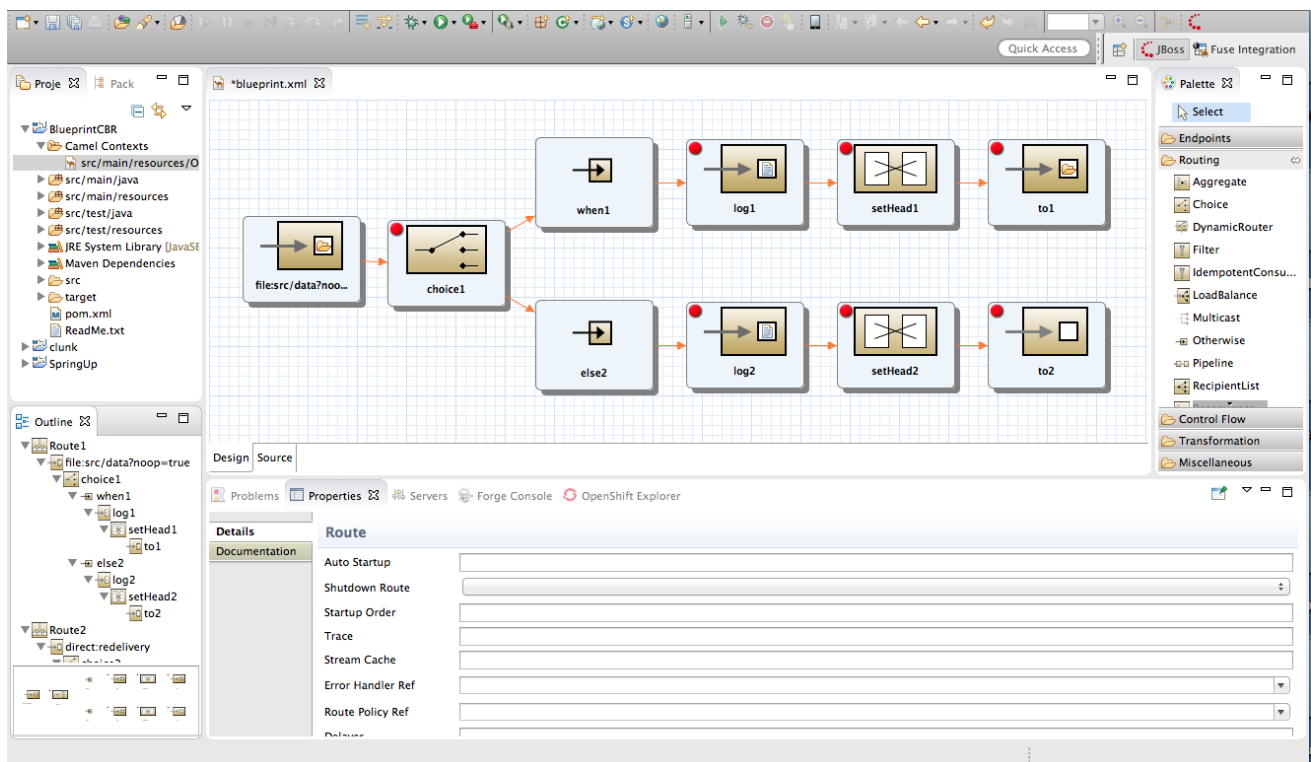 Quick Access
JBoss
Fuse Integration
Proje
Pack
BlueprintCBR
Camel Contexts
src/main/resources/O
src/main/java
src/main/resources
src/test/java
src/test/resources
JRE System Library [JavaSE
Maven Dependencies
src
target
pom.xml
ReadMe.txt
clunk
SpringUp
*blueprint.xml
when1
log1
setHead1
to1
file:src/data?noo...
choice1
else2
log2
setHead2
to2
Design
Source
Palette
Select
Endpoints
Routing
Aggregate
Choice
DynamicRouter
Filter
IdempotentConsu...
LoadBalance
Multicast
Otherwise
Pipeline
RecipientList
Control Flow
Transformation
Miscellaneous
Outline
Route1
file:src/data?noop=true
choice1
when1
log1
setHead1
to1
else2
log2
setHead2
to2
Route2
direct:redelivery
Problems
Properties
Servers
Forge Console
OpenShift Explorer
Details
Documentation
Route
Auto Startup
Shutdown Route
Startup Order
Trace
Stream Cache
Error Handler Ref
Route Policy Ref